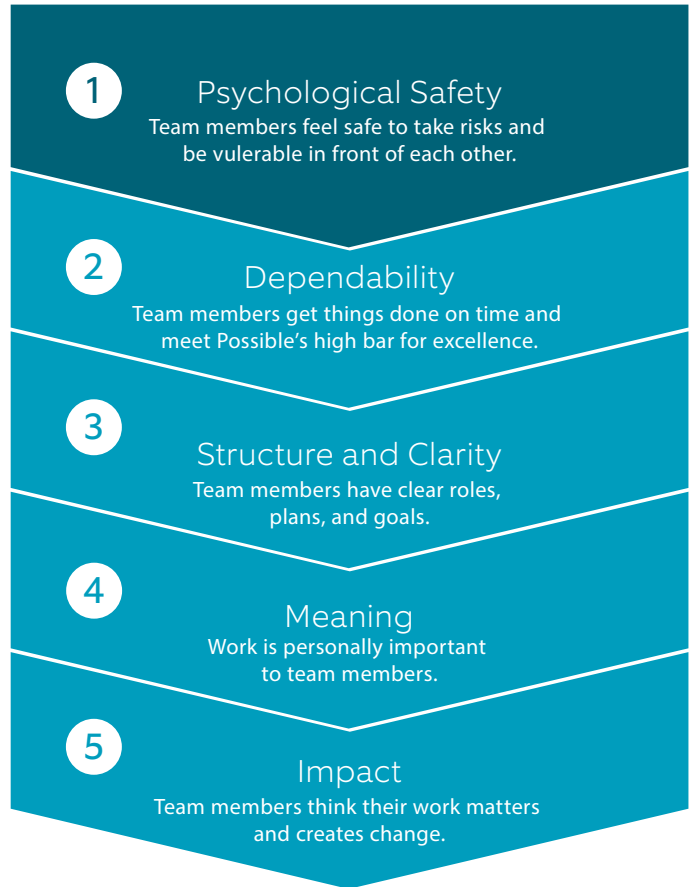 1
Psychological Safety
Team members feel safe to take risks and
be vulerable in front of each other.
2
Dependability
Team members get things done on time and
meet Possible’s high bar for excellence.
3
Structure and Clarity
Team members have clear roles,
plans, and goals.
4
Meaning
Work is personally important
to team members.
5
Impact
Team members think their work matters
and creates change.